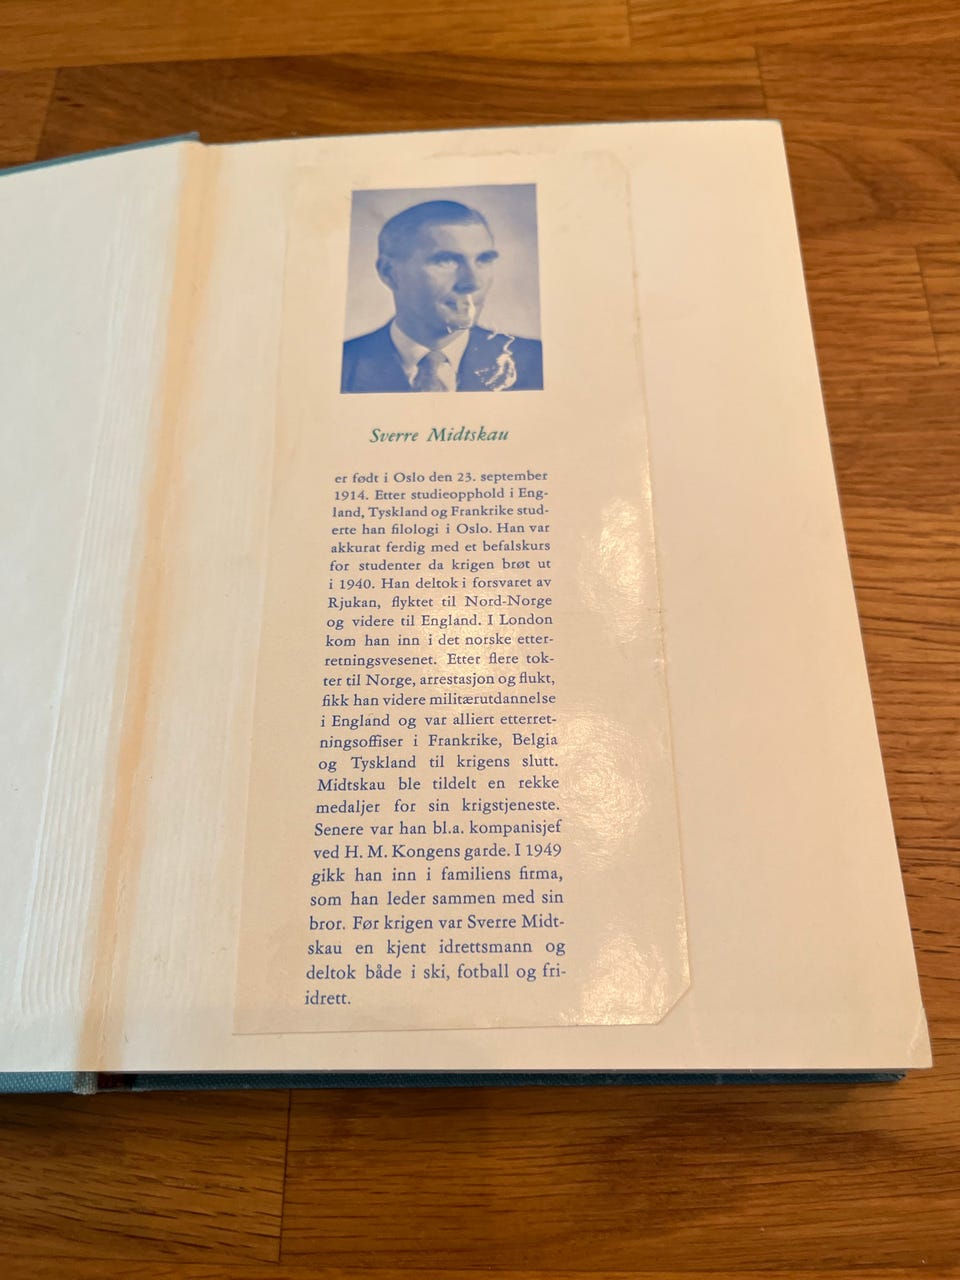 Sverre Midtskau
er født i Oslo den 23. september
1914. Etter studieopphold i Eng-
land, Tyskland og Frankrike stud-
erte han filologi i Oslo. Han var
akkurat ferdig med et befalskurs
for studenter da krigen brøt ut
i 1940. Han deltok i forsvaret av
Rjukan, flyktet til Nord-Norge
og videre til England. I London
kom han inn i det norske etter-
retningsvesenet. Etter flere tok-
ter til Norge, arrestasjon og flukt,
fikk han videre militærutdannelse
i England og var alliert etterret-
ningsoffiser i Frankrike, Belgia
og Tyskland til krigens slutt.
Midtskau ble tildelt en rekke
medaljer for sin krigstjeneste.
Senere var han bl.a. kompanisjef
ved H. M. Kongens garde. I 1949
gikk han inn i familiens firma,
som han leder sammen med sin
bror. Før krigen var Sverre Midt-
skau en kjent idrettsmann og
deltok både i ski, fotball og fri-
idrett.